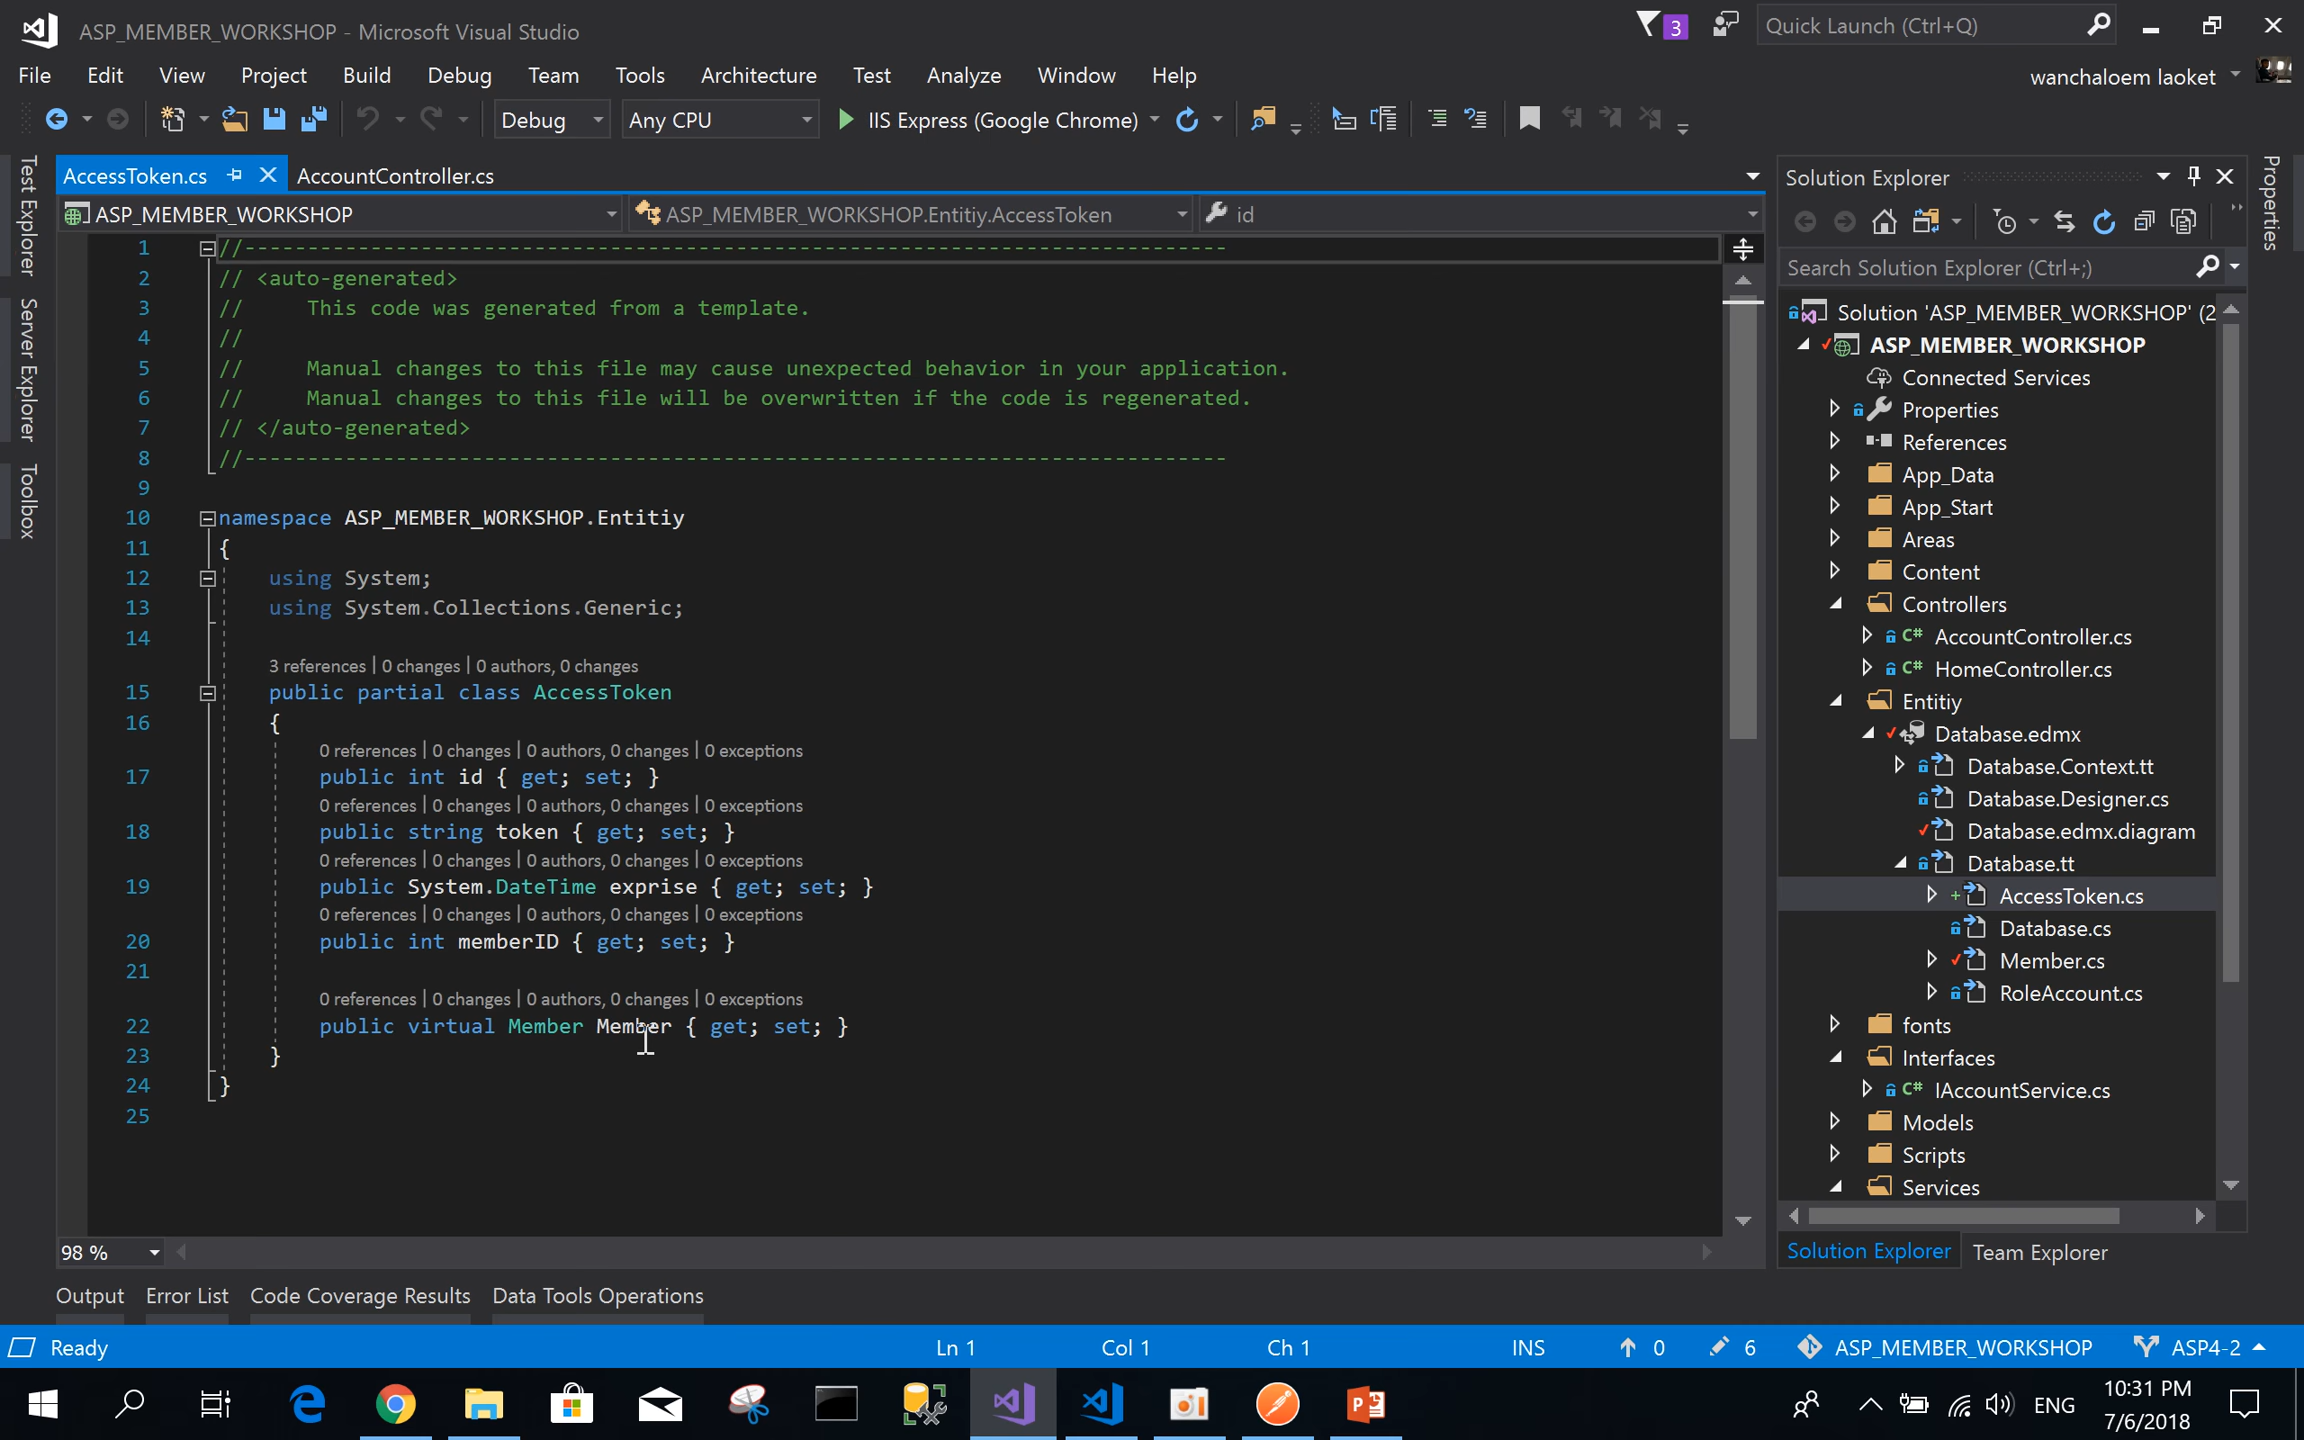 ASP_MEMBER_WORKSHOP - Microsoft Visual Studio
3
Quick Launch (Ctrl+Q)
File Edit View Project Build Debug Team Tools Architecture Test Analyze Window Help
wanchaloem laoket
Debug Any CPU IIS Express (Google Chrome)
Test Explorer
Server Explorer
Toolbox
AccessToken.cs AccountController.cs
ASP_MEMBER_WORKSHOP ASP_MEMBER_WORKSHOP.Entitiy.AccessToken id
1 //------------------------------------------------------------------------------
2 // <auto-generated>
3 //     This code was generated from a template.
4 //
5 //     Manual changes to this file may cause unexpected behavior in your application.
6 //     Manual changes to this file will be overwritten if the code is regenerated.
7 // </auto-generated>
8 //------------------------------------------------------------------------------
9
10 namespace ASP_MEMBER_WORKSHOP.Entitiy
11 {
12     using System;
13     using System.Collections.Generic;
14
3 references | 0 changes | 0 authors, 0 changes
15     public partial class AccessToken
16     {
0 references | 0 changes | 0 authors, 0 changes | 0 exceptions
17         public int id { get; set; }
0 references | 0 changes | 0 authors, 0 changes | 0 exceptions
18         public string token { get; set; }
0 references | 0 changes | 0 authors, 0 changes | 0 exceptions
19         public System.DateTime exprise { get; set; }
0 references | 0 changes | 0 authors, 0 changes | 0 exceptions
20         public int memberID { get; set; }
21
0 references | 0 changes | 0 authors, 0 changes | 0 exceptions
22         public virtual Member Member { get; set; }
23     }
24 }
25
98 %
Solution Explorer
Search Solution Explorer (Ctrl+;)
Solution 'ASP_MEMBER_WORKSHOP' (2
ASP_MEMBER_WORKSHOP
Connected Services
Properties
References
App_Data
App_Start
Areas
Content
Controllers
C# AccountController.cs
C# HomeController.cs
Entitiy
Database.edmx
Database.Context.tt
Database.Designer.cs
Database.edmx.diagram
Database.tt
AccessToken.cs
Database.cs
Member.cs
RoleAccount.cs
fonts
Interfaces
C# IAccountService.cs
Models
Scripts
Services
Solution Explorer Team Explorer
Properties
Output Error List Code Coverage Results Data Tools Operations
Ready Ln 1 Col 1 Ch 1 INS 0 6 ASP_MEMBER_WORKSHOP ASP4-2
ENG
10:31 PM
7/6/2018